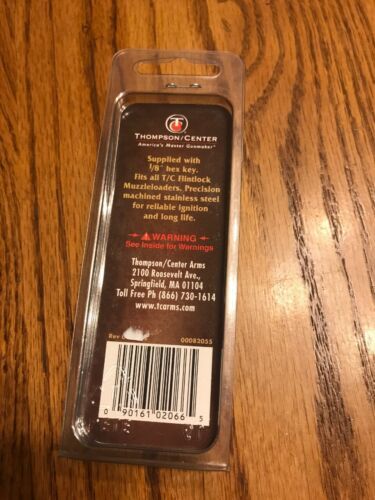 THOMPSON/CENTER
America's Master Gunmaker
Supplied with
1/8" hex key.
Fits all T/C Flintlock
Muzzleloaders. Precision
machined stainless steel
for reliable ignition
and long life.
WARNING
See Inside for Warnings
Thompson/Center Arms
2100 Roosevelt Ave.,
Springfield, MA 01104
Toll Free Ph (866) 730-1614
www.tcarms.com
Rev 00082055
0 90161 02066 5